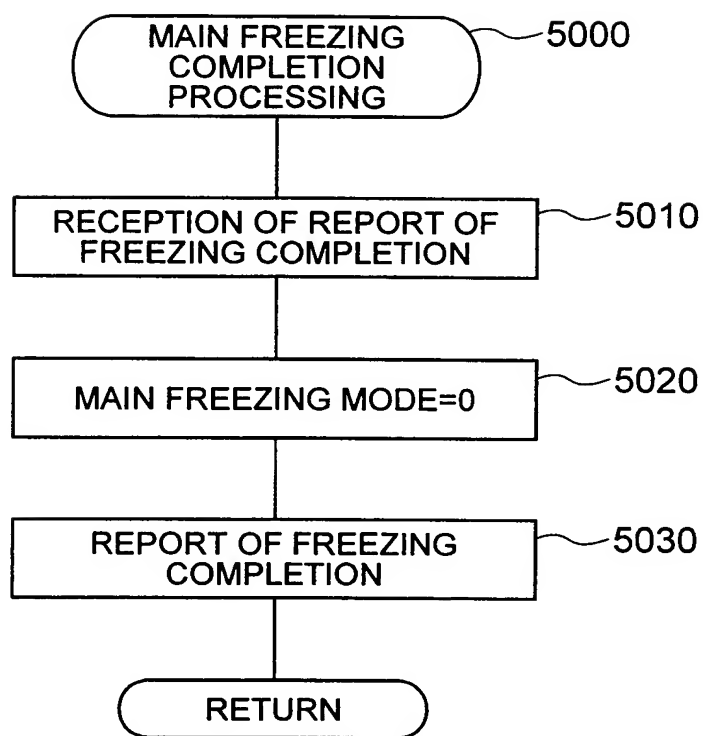 MAIN FREEZING
COMPLETION
PROCESSING
5000
RECEPTION OF REPORT OF
FREEZING COMPLETION
5010
MAIN FREEZING MODE=0
5020
REPORT OF FREEZING
COMPLETION
5030
RETURN